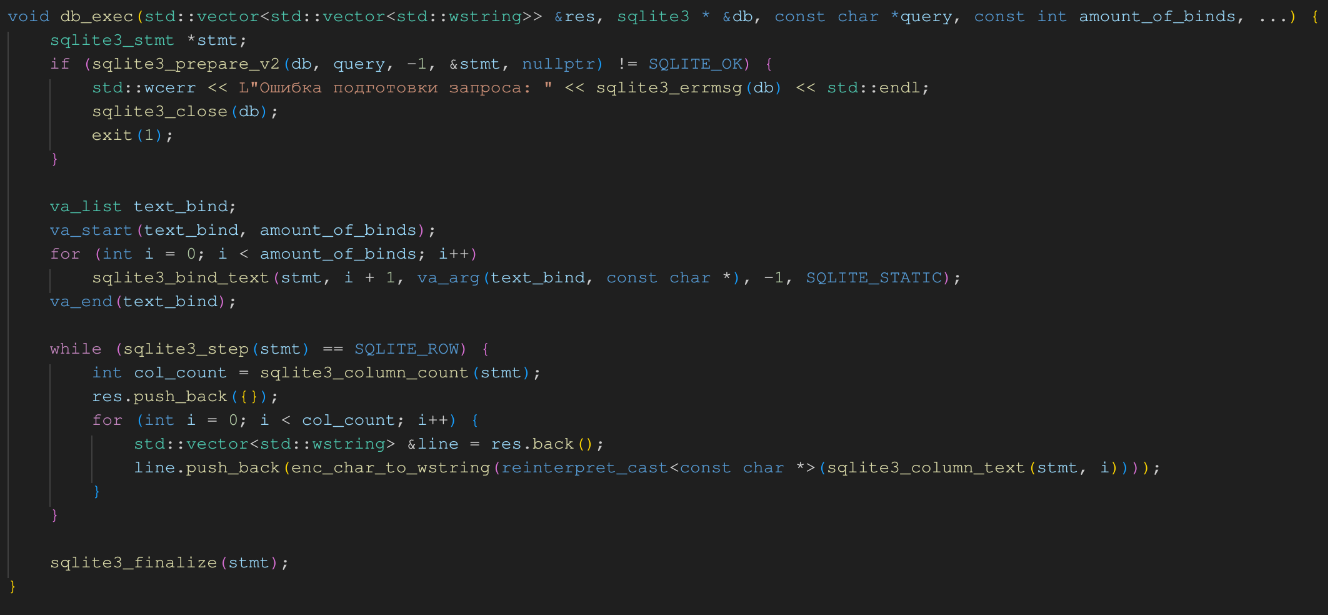 void db_exec(std::vector<std::vector<std::wstring>> &res, sqlite3 * &db, const char *query, const int amount_of_binds, ...) {
    sqlite3_stmt *stmt;
    if (sqlite3_prepare_v2(db, query, -1, &stmt, nullptr) != SQLITE_OK) {
        std::wcerr << L"Ошибка подготовки запроса: " << sqlite3_errmsg(db) << std::endl;
        sqlite3_close(db);
        exit(1);
    }
    va_list text_bind;
    va_start(text_bind, amount_of_binds);
    for (int i = 0; i < amount_of_binds; i++)
        sqlite3_bind_text(stmt, i + 1, va_arg(text_bind, const char *), -1, SQLITE_STATIC);
    va_end(text_bind);
    while (sqlite3_step(stmt) == SQLITE_ROW) {
        int col_count = sqlite3_column_count(stmt);
        res.push_back({});
        for (int i = 0; i < col_count; i++) {
            std::vector<std::wstring> &line = res.back();
            line.push_back(enc_char_to_wstring(reinterpret_cast<const char *>(sqlite3_column_text(stmt, i))));
        }
    }
    sqlite3_finalize(stmt);
}